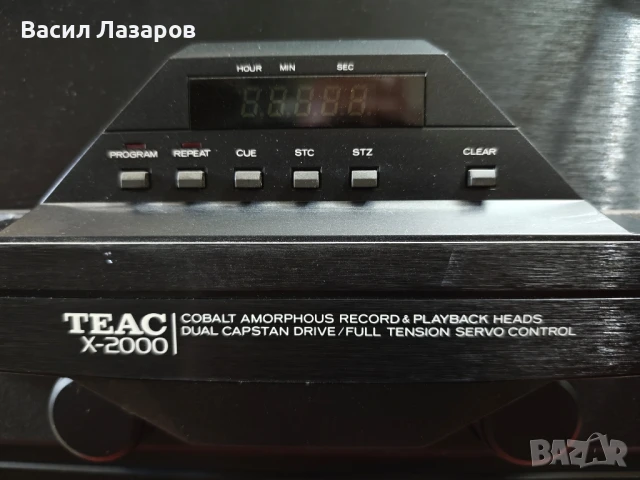 Васил Лазаров
HOUR MIN SEC
PROGRAM REPEAT CUE STC STZ CLEAR
TEAC X-2000
COBALT AMORPHOUS RECORD & PLAYBACK HEADS
DUAL CAPSTAN DRIVE/FULL TENSION SERVO CONTROL
BAZAR